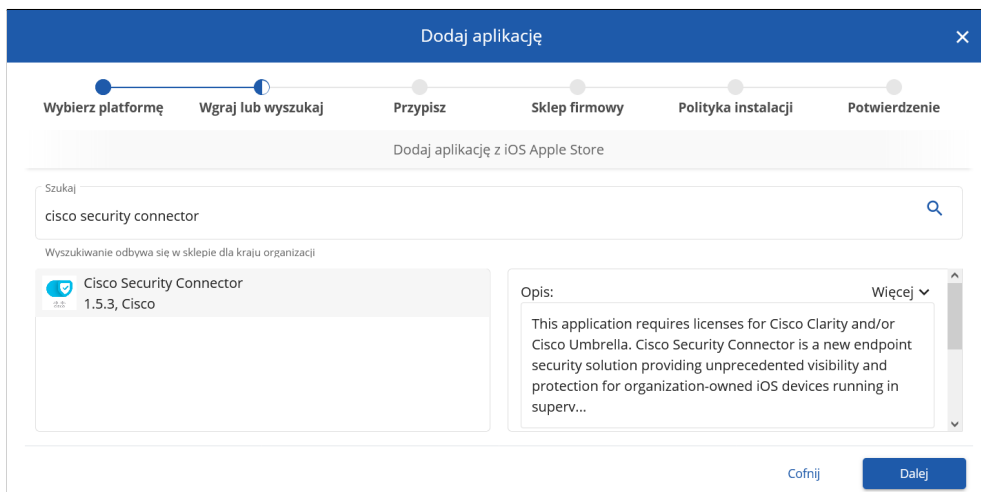 Dodaj aplikację
Wybierz platformę Wgraj lub wyszukaj Przypisz Sklep firmowy Polityka instalacji Potwierdzenie
Dodaj aplikację z iOS Apple Store
Szukaj
cisco security connector
Wyszukiwanie odbywa się w sklepie dla kraju organizacji
Cisco Security Connector
1.5.3, Cisco
Opis: Więcej
This application requires licenses for Cisco Clarity and/or
Cisco Umbrella. Cisco Security Connector is a new endpoint
security solution providing unprecedented visibility and
protection for organization-owned iOS devices running in
superv...
Cofnij Dalej